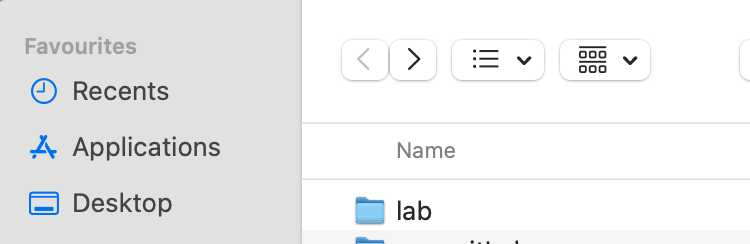 Favourites
Recents
Applications
Desktop
Name
lab